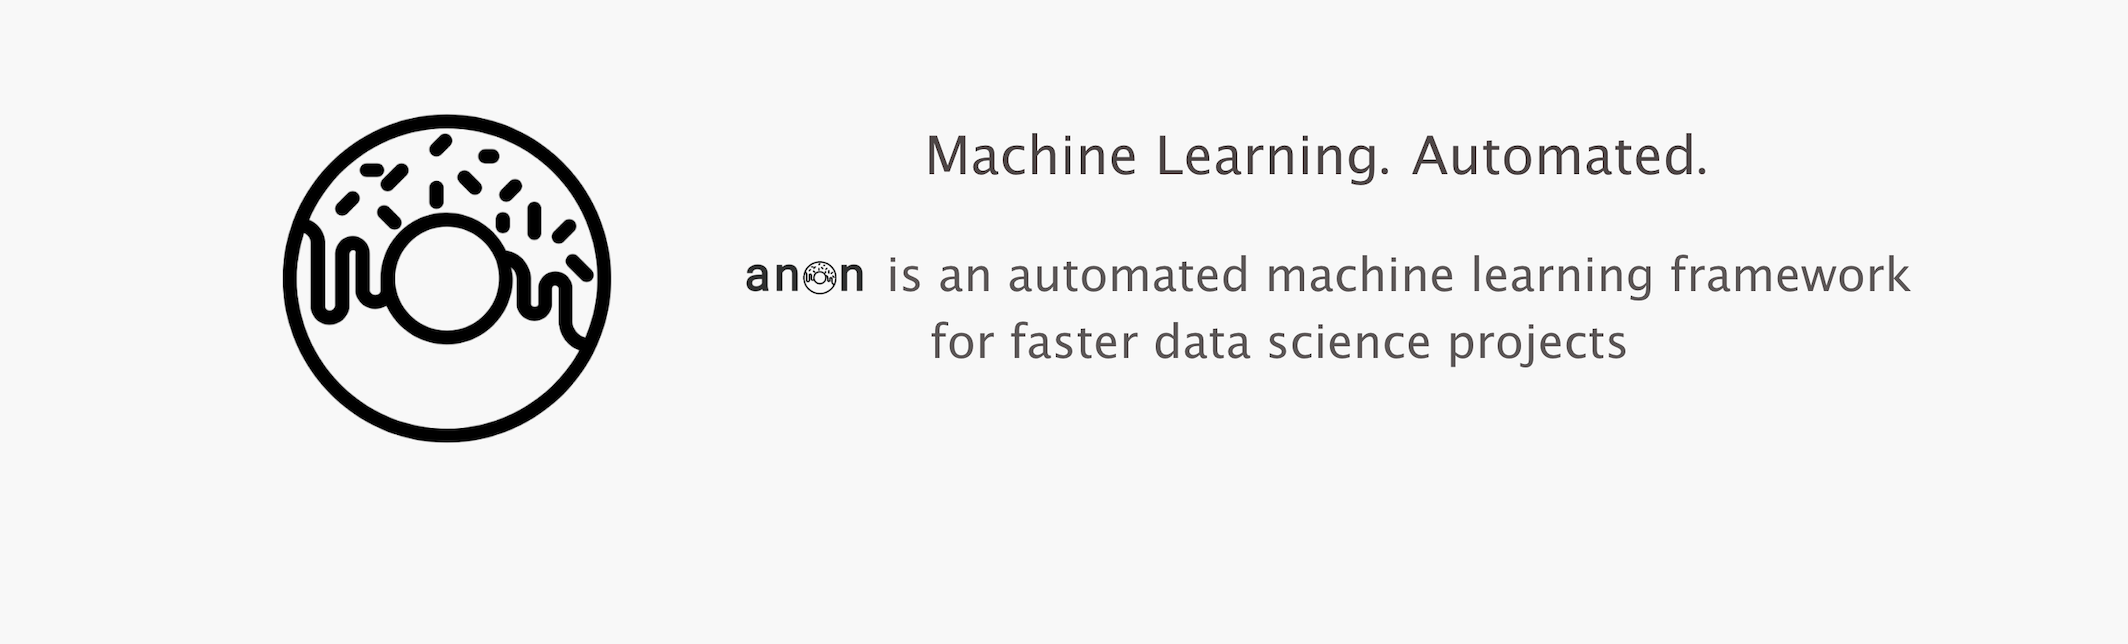 Machine Learning. Automated.
anon is an automated machine learning framework
for faster data science projects